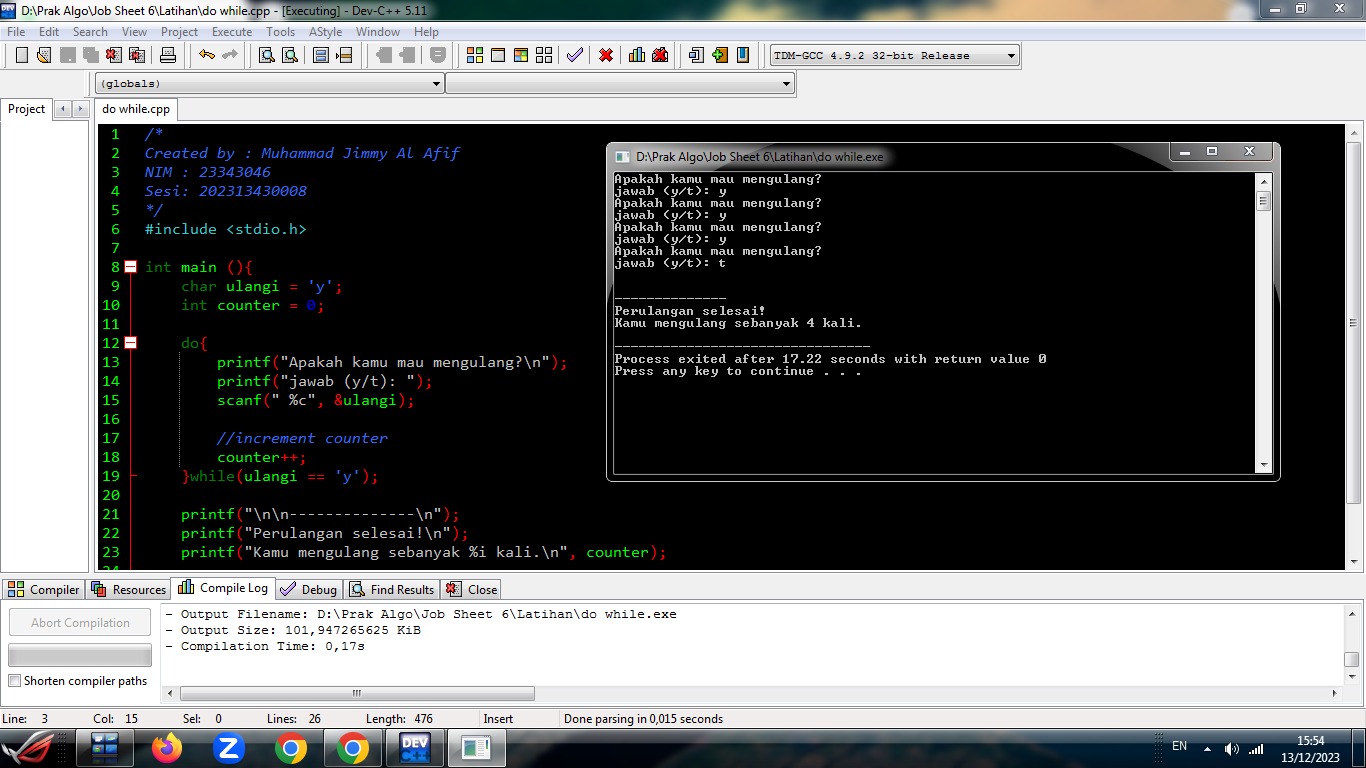 D:\Prak Algo\Job Sheet 6\Latihan\do while.cpp - [Executing] - Dev-C++ 5.11
File Edit Search View Project Execute Tools AStyle Window Help
TDM-GCC 4.9.2 32-bit Release
(globals)
Project
do while.cpp
1 /*
2 Created by : Muhammad Jimmy Al Afif
3 NIM : 23343046
4 Sesi: 202313430008
5 */
6 #include <stdio.h>
7
8 int main (){
9 char ulangi = 'y';
10 int counter = 0;
11
12 do{
13 printf("Apakah kamu mau mengulang?\n");
14 printf("jawab (y/t): ");
15 scanf(" %c", &ulangi);
16
17 //increment counter
18 counter++;
19 }while(ulangi == 'y');
20
21 printf("\n\n--------------\n");
22 printf("Perulangan selesai!\n");
23 printf("Kamu mengulang sebanyak %i kali.\n", counter);
D:\Prak Algo\Job Sheet 6\Latihan\do while.exe
Apakah kamu mau mengulang?
jawab (y/t): y
Apakah kamu mau mengulang?
jawab (y/t): y
Apakah kamu mau mengulang?
jawab (y/t): y
Apakah kamu mau mengulang?
jawab (y/t): t
--------------
Perulangan selesai!
Kamu mengulang sebanyak 4 kali.
--------------------------------
Process exited after 17.22 seconds with return value 0
Press any key to continue . . .
Compiler Resources Compile Log Debug Find Results Close
Abort Compilation
Shorten compiler paths
- Output Filename: D:\Prak Algo\Job Sheet 6\Latihan\do while.exe
- Output Size: 101,947265625 KiB
- Compilation Time: 0,17s
Line: 3 Col: 15 Sel: 0 Lines: 26 Length: 476 Insert Done parsing in 0,015 seconds
DEV C++
EN
15:54
13/12/2023